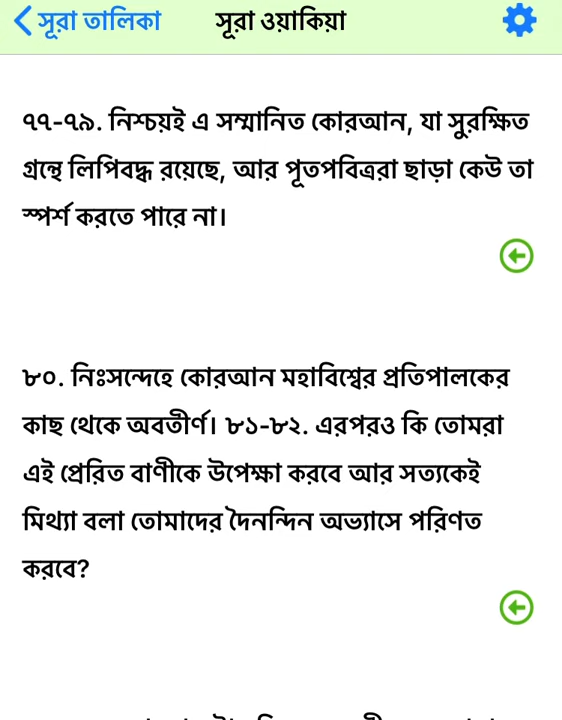 সূরা তালিকা
সূরা ওয়াকিয়া
৭৭-৭৯. নিশ্চয়ই এ সম্মানিত কোরআন, যা সুরক্ষিত
গ্রন্থে লিপিবদ্ধ রয়েছে, আর পূতপবিত্ররা ছাড়া কেউ তা
স্পর্শ করতে পারে না।
৮০. নিঃসন্দেহে কোরআন মহাবিশ্বের প্রতিপালকের
কাছ থেকে অবতীর্ণ। ৮১-৮২. এরপরও কি তোমরা
এই প্রেরিত বাণীকে উপেক্ষা করবে আর সত্যকেই
মিথ্যা বলা তোমাদের দৈনন্দিন অভ্যাসে পরিণত
করবে?